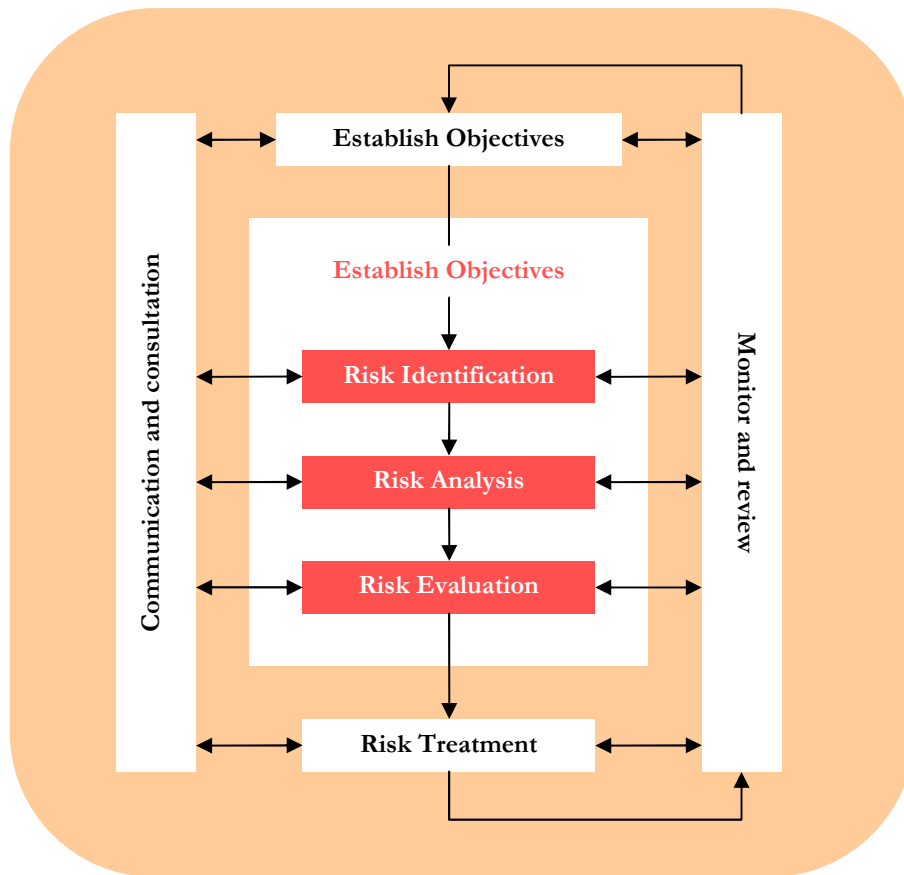 Establish Objectives
Communication and consultation
Establish Objectives
Risk Identification
Risk Analysis
Risk Evaluation
Monitor and review
Risk Treatment